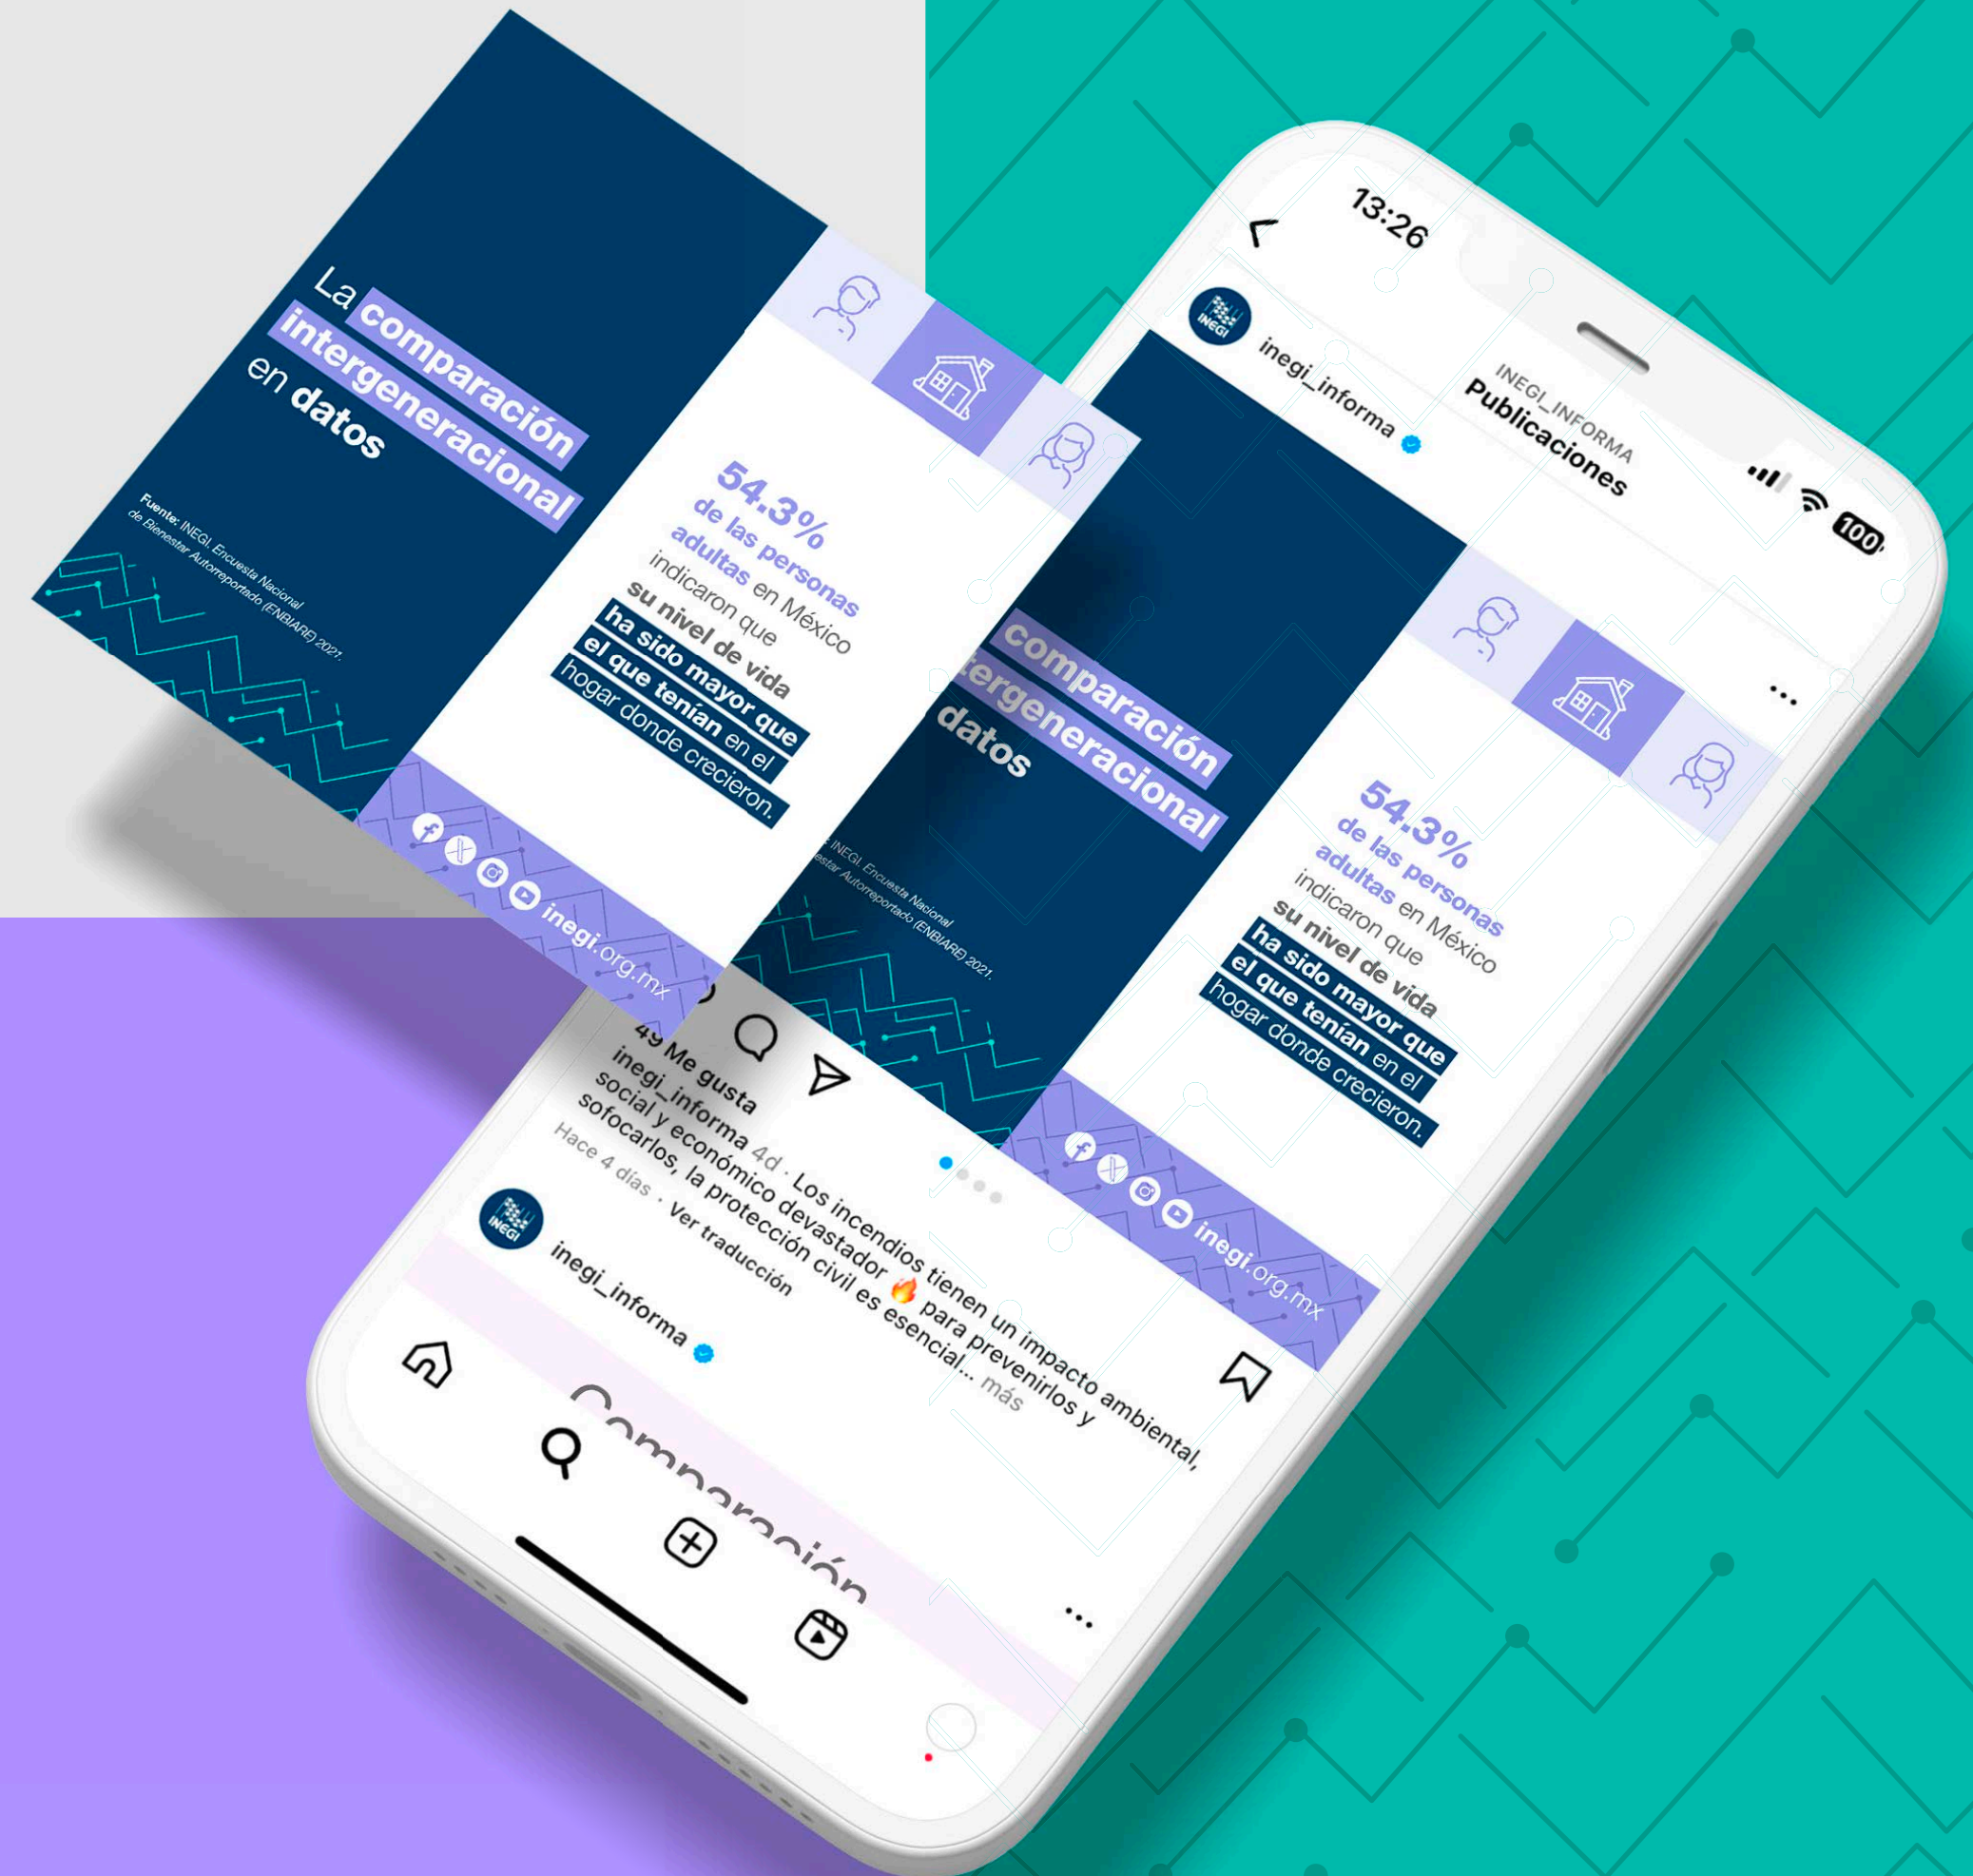 La comparación
intergeneracional
en datos
Fuente: INEGI. Encuesta Nacional
de Bienestar Autorreportado (ENBIARE) 2021.
54.3%
de las personas
adultas en México
indicaron que
su nivel de vida
ha sido mayor que
el que tenían en el
hogar donde crecieron.
inegi.org.mx
13:26
100
INEGI_INFORMA
Publicaciones
INEGI
inegi_informa
comparación
tergeneracional
datos
INEGI. Encuesta Nacional
estar Autorreportado (ENBIARE) 2021.
54.3%
de las personas
adultas en México
indicaron que
su nivel de vida
ha sido mayor que
el que tenían en el
hogar donde crecieron.
inegi.org.mx
49 Me gusta
inegi_informa 4d · Los incendios tienen un impacto ambiental,
social y económico devastador 🔥 para prevenirlos y
sofocarlos, la protección civil es esencial... más
Hace 4 días · Ver traducción
INEGI
inegi_informa
Comparación